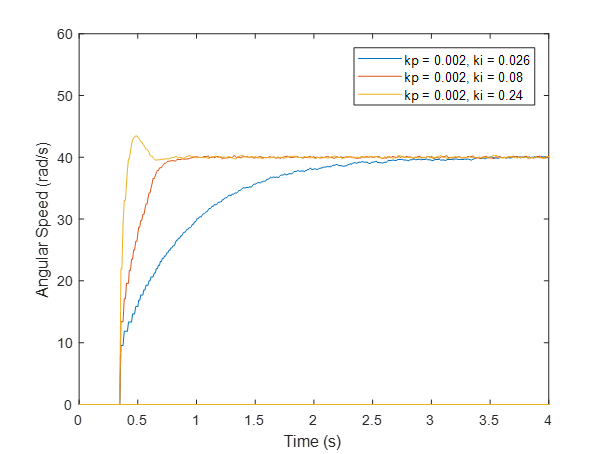 60
50
40
30
20
10
0
Angular Speed (rad/s)
kp = 0.002, ki = 0.026
kp = 0.002, ki = 0.08
kp = 0.002, ki = 0.24
0 0.5 1 1.5 2 2.5 3 3.5 4
Time (s)